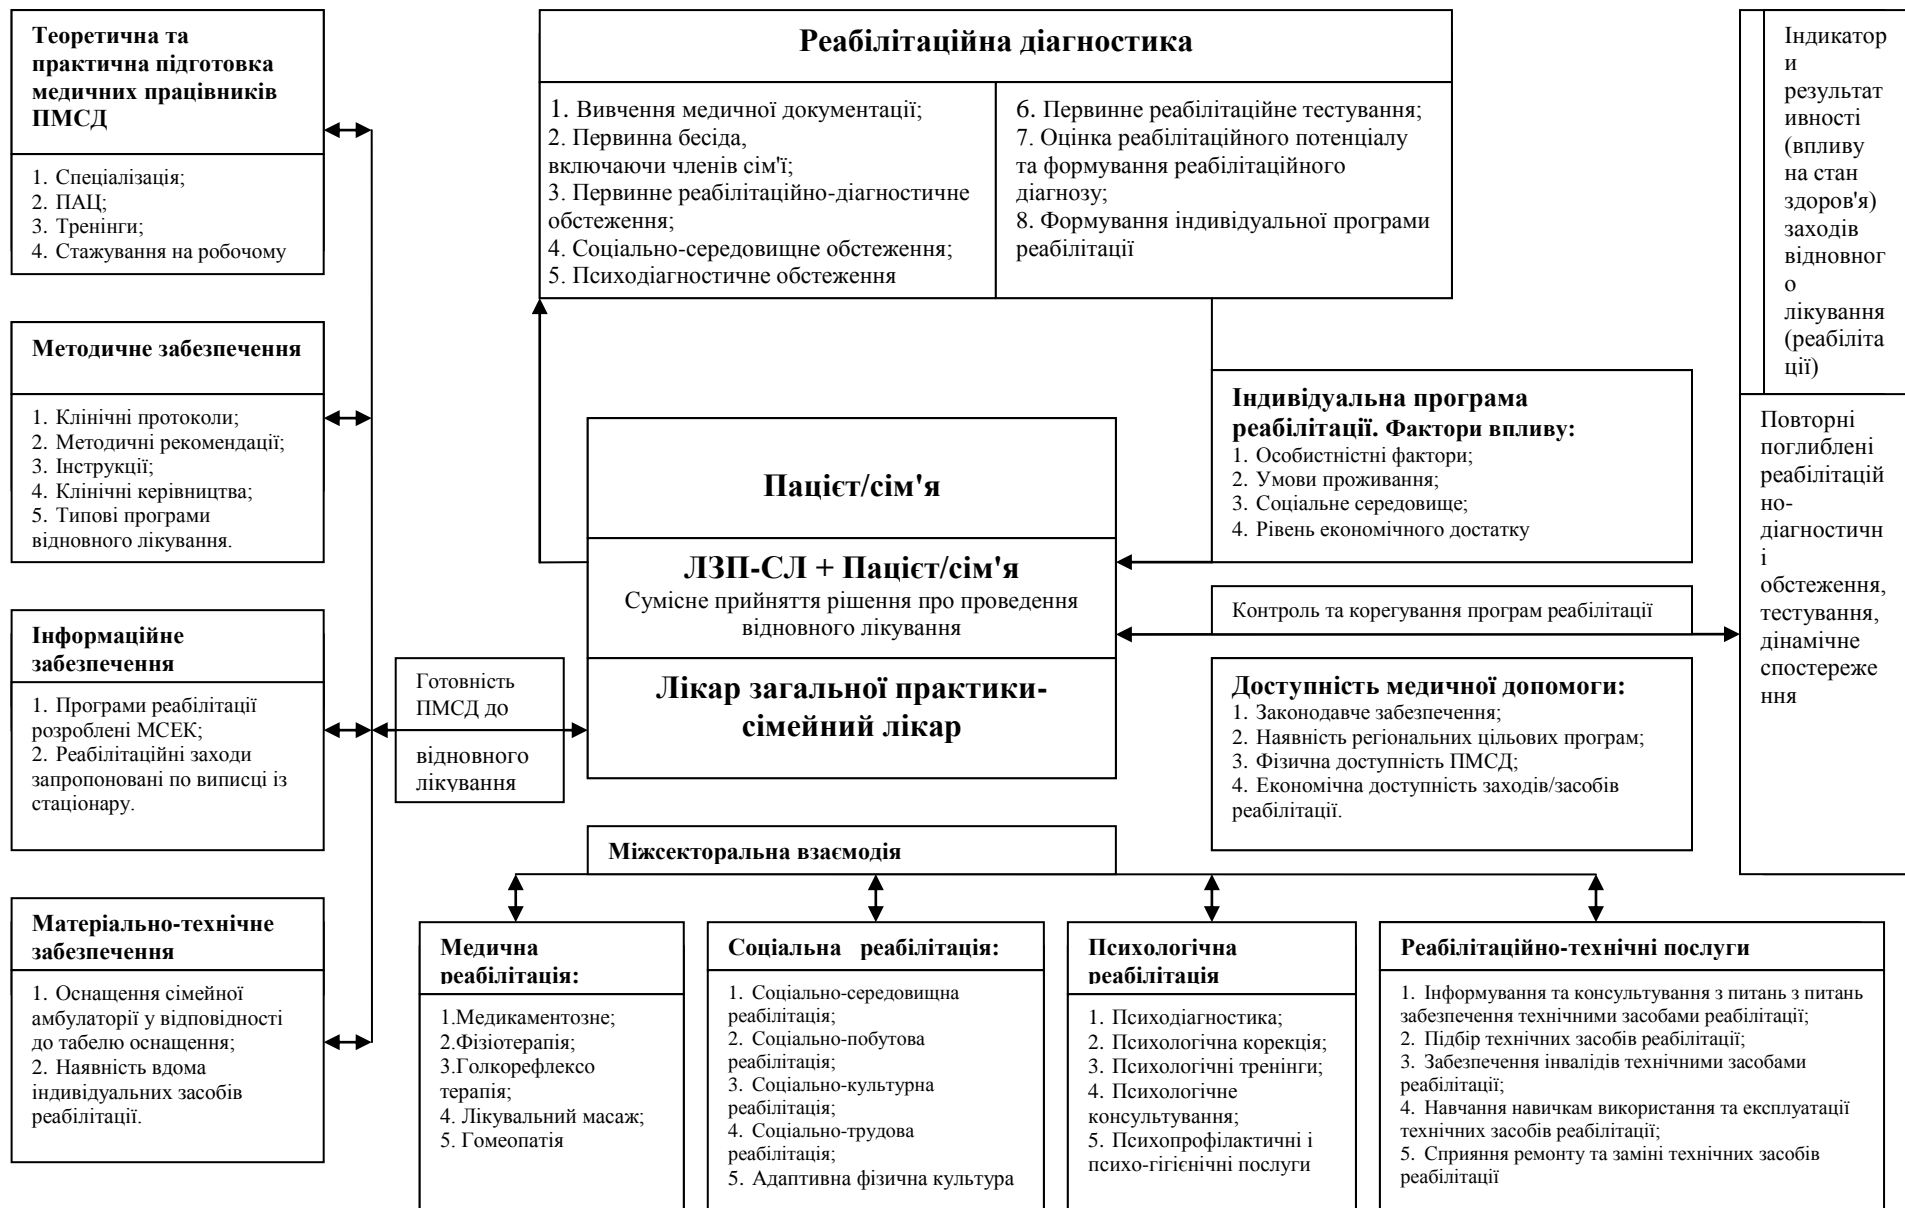 Теоретична та
практична підготовка
медичних працівників
ПМСД
1. Спеціалізація;
2. ПАЦ;
3. Тренінги;
4. Стажування на робочому
Методичне забезпечення
1. Клінічні протоколи;
2. Методичні рекомендації;
3. Інструкції;
4. Клінічні керівництва;
5. Типові програми
відновного лікування.
Інформаційне
забезпечення
1. Програми реабілітації
розроблені МСЕК;
2. Реабілітаційні заходи
запропоновані по виписці із
стаціонару.
Матеріально-технічне
забезпечення
1. Оснащення сімейної
амбулаторії у відповідності
до табелю оснащення;
2. Наявність вдома
індивідуальних засобів
реабілітації.
Готовність
ПМСД до
відновного
лікування
Реабілітаційна діагностика
1. Вивчення медичної документації;
2. Первинна бесіда,
включаючи членів сім'ї;
3. Первинне реабілітаційно-діагностичне
обстеження;
4. Соціально-середовищне обстеження;
5. Психодіагностичне обстеження
6. Первинне реабілітаційне тестування;
7. Оцінка реабілітаційного потенціалу
та формування реабілітаційного
діагнозу;
8. Формування індивідуальної програми
реабілітації
Пацієт/сім'я
ЛЗП-СЛ + Пацієт/сім'я
Сумісне прийняття рішення про проведення
відновного лікування
Лікар загальної практики-
сімейний лікар
Індивідуальна програма
реабілітації. Фактори впливу:
1. Особистністні фактори;
2. Умови проживання;
3. Соціальне середовище;
4. Рівень економічного достатку
Контроль та корегування програм реабілітації
Доступність медичної допомоги:
1. Законодавче забезпечення;
2. Наявність регіональних цільових програм;
3. Фізична доступність ПМСД;
4. Економічна доступність заходів/засобів
реабілітації.
Індикатор
и
результат
ивності
(впливу
на стан
здоров'я)
заходів
відновног
о
лікування
(реабіліта
ції)
Повторні
поглиблені
реабілітацій
но-
діагностичн
і
обстеження,
тестування,
дінамічне
спостереже
ння
Міжсекторальна взаємодія
Медична
реабілітація:
1.Медикаментозне;
2.Фізіотерапія;
3.Голкорефлексо
терапія;
4. Лікувальний масаж;
5. Гомеопатія
Соціальна реабілітація:
1. Соціально-середовищна
реабілітація;
2. Соціально-побутова
реабілітація;
3. Соціально-культурна
реабілітація;
4. Соціально-трудова
реабілітація;
5. Адаптивна фізична культура
Психологічна
реабілітація
1. Психодіагностика;
2. Психологічна корекція;
3. Психологічні тренінги;
4. Психологічне
консультування;
5. Психопрофілактичні і
психо-гігієнічні послуги
Реабілітаційно-технічні послуги
1. Інформування та консультування з питань з питань
забезпечення технічними засобами реабілітації;
2. Підбір технічних засобів реабілітації;
3. Забезпечення інвалідів технічними засобами
реабілітації;
4. Навчання навичкам використання та експлуатації
технічних засобів реабілітації;
5. Сприяння ремонту та заміні технічних засобів
реабілітації